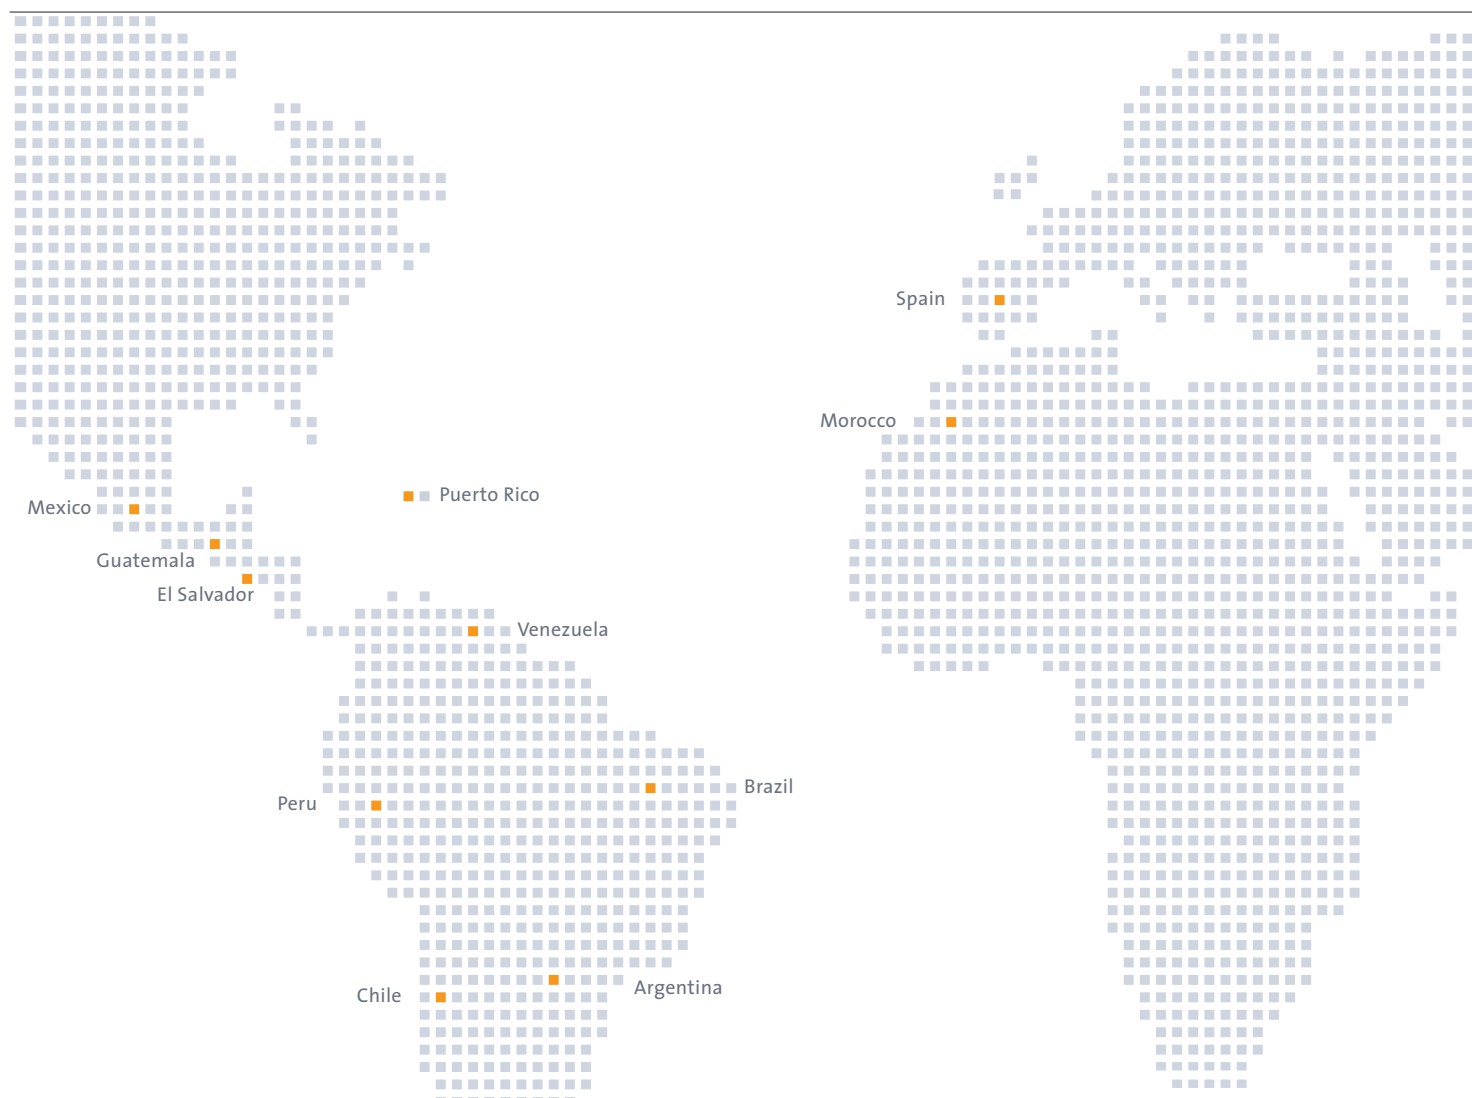 Spain
Morocco
Puerto Rico
Mexico
Guatemala
El Salvador
Venezuela
Brazil
Peru
Argentina
Chile